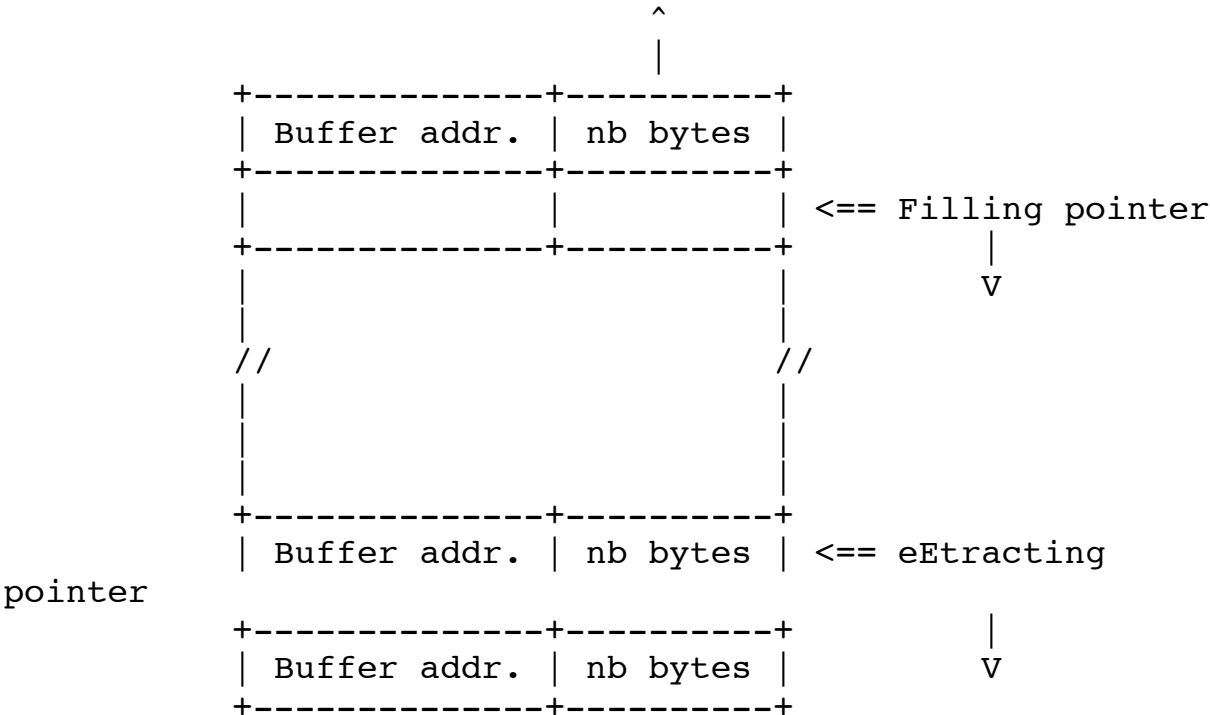 ^
|
+--------------+----------+
| Buffer addr. | nb bytes |
+--------------+----------+
| | | <== Filling pointer
+--------------+----------+ |
| | V
| |
// //
| |
| |
| |
+--------------+----------+
| Buffer addr. | nb bytes | <== eEtracting
pointer
+--------------+----------+ |
| Buffer addr. | nb bytes | V
+--------------+----------+